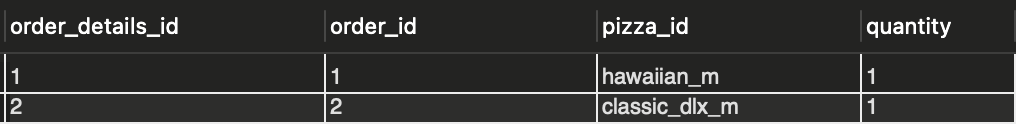 order_details_id order_id pizza_id quantity
1 1 hawaiian_m 1
2 2 classic_dlx_m 1